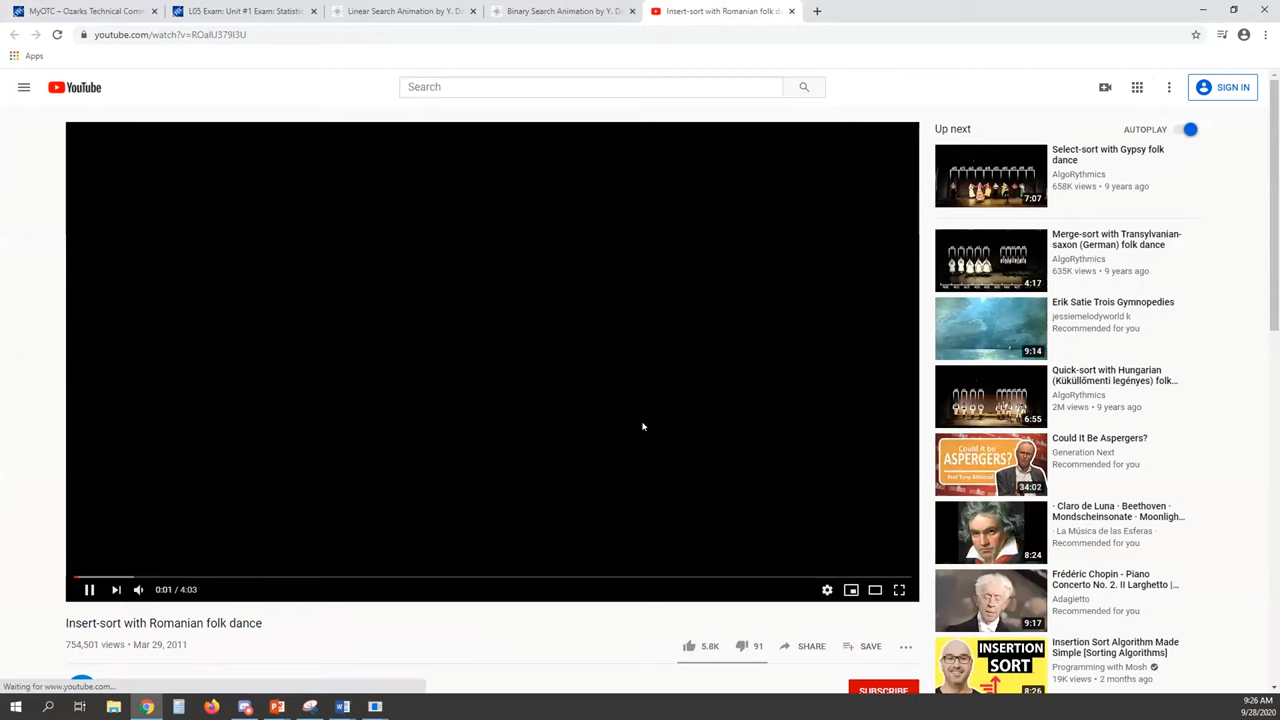 MyOTC – Ozarks Technical Comm
L05 Exam: Unit #1 Exam: Statistic
Linear Search Animation by Y. Da
Binary Search Animation by Y. Da
Insert-sort with Romanian folk d
youtube.com/watch?v=ROalU379l3U
Apps
YouTube
Search
SIGN IN
Up next
AUTOPLAY
Select-sort with Gypsy folk
dance
AlgoRythmics
658K views • 9 years ago
7:07
Merge-sort with Transylvanian-
saxon (German) folk dance
AlgoRythmics
635K views • 9 years ago
4:17
Erik Satie Trois Gymnopedies
jessiemelodyworld k
Recommended for you
9:14
Quick-sort with Hungarian
(Küküllőmenti legényes) folk...
AlgoRythmics
2M views • 9 years ago
6:55
Could It Be Aspergers?
Generation Next
Recommended for you
Could it be
ASPERGERS?
34:02
· Claro de Luna · Beethoven ·
Mondscheinsonate · Moonligh...
· La Música de las Esferas ·
Recommended for you
8:24
Frédéric Chopin - Piano
Concerto No. 2. II Larghetto |...
Adagietto
Recommended for you
9:17
Insertion Sort Algorithm Made
Simple [Sorting Algorithms]
Programming with Mosh
19K views • 2 months ago
INSERTION
SORT
8:26
0:01 / 4:03
Insert-sort with Romanian folk dance
754,501 views • Mar 29, 2011
5.8K
91
SHARE
SAVE
SUBSCRIBE
Waiting for www.youtube.com...
9:26 AM
9/28/2020